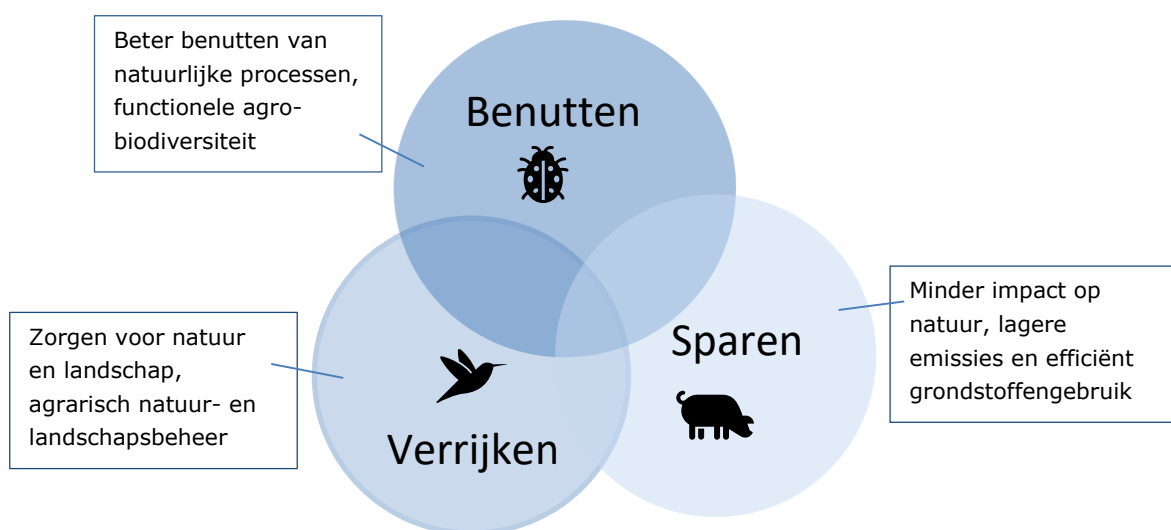 Beter benutten van
natuurlijke processen,
functionele agro-
biodiversiteit
Benutten
Minder impact op
natuur, lagere
emissies en efficiënt
grondstoffengebruik
Sparen
Zorgen voor natuur
en landschap,
agrarisch natuur- en
landschapsbeheer
Verrijken